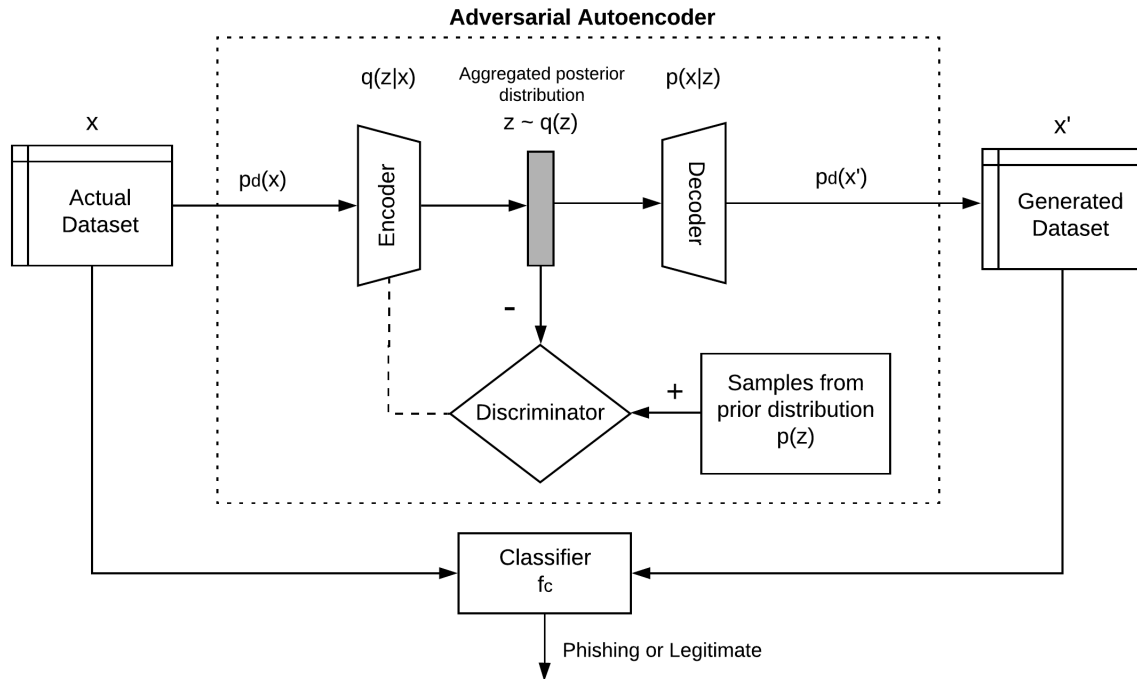 Adversarial Autoencoder
q(z|x)
Aggregated posterior
distribution
z ~ q(z)
p(x|z)
x
x'
Actual
Dataset
pd(x)
Encoder
Decoder
pd(x')
Generated
Dataset
-
Discriminator
+
Samples from
prior distribution
p(z)
Classifier
fc
Phishing or Legitimate